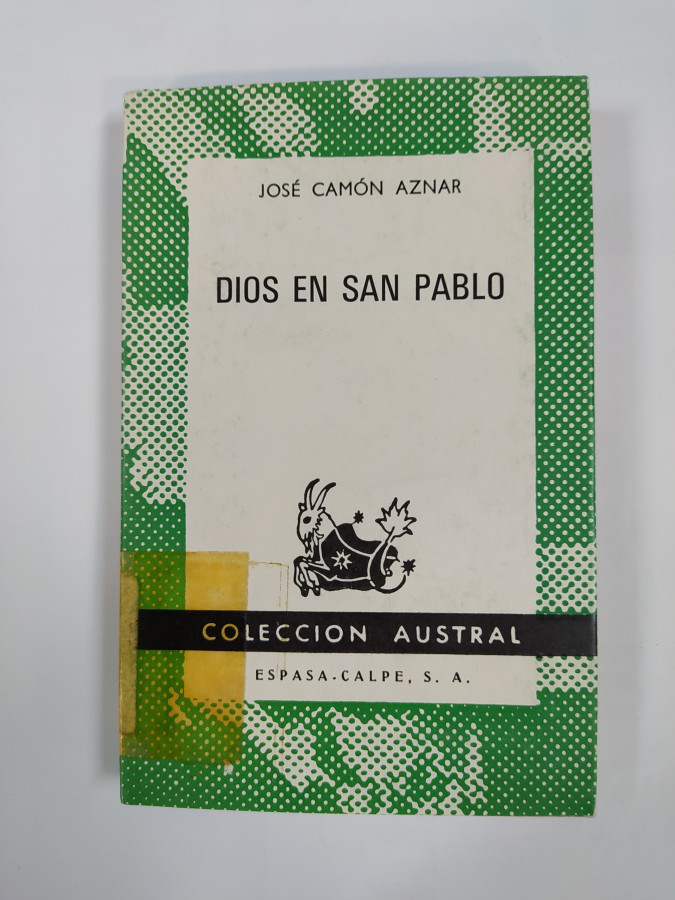 JOSÉ CAMÓN AZNAR
DIOS EN SAN PABLO
COLECCION AUSTRAL
ESPASA-CALPE, S. A.